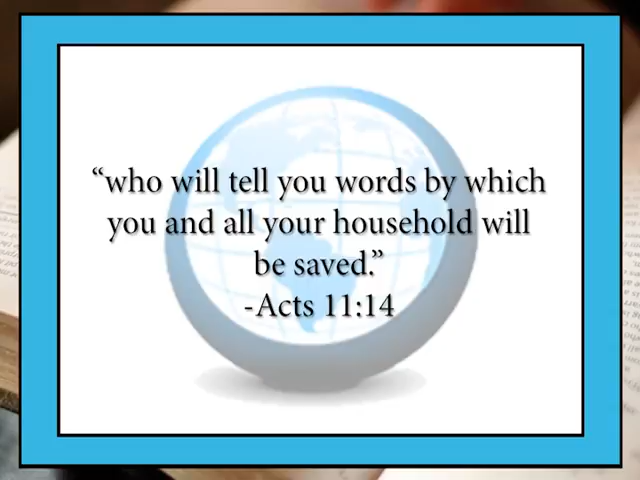 “who will tell you words by which
you and all your household will
be saved.”
-Acts 11:14